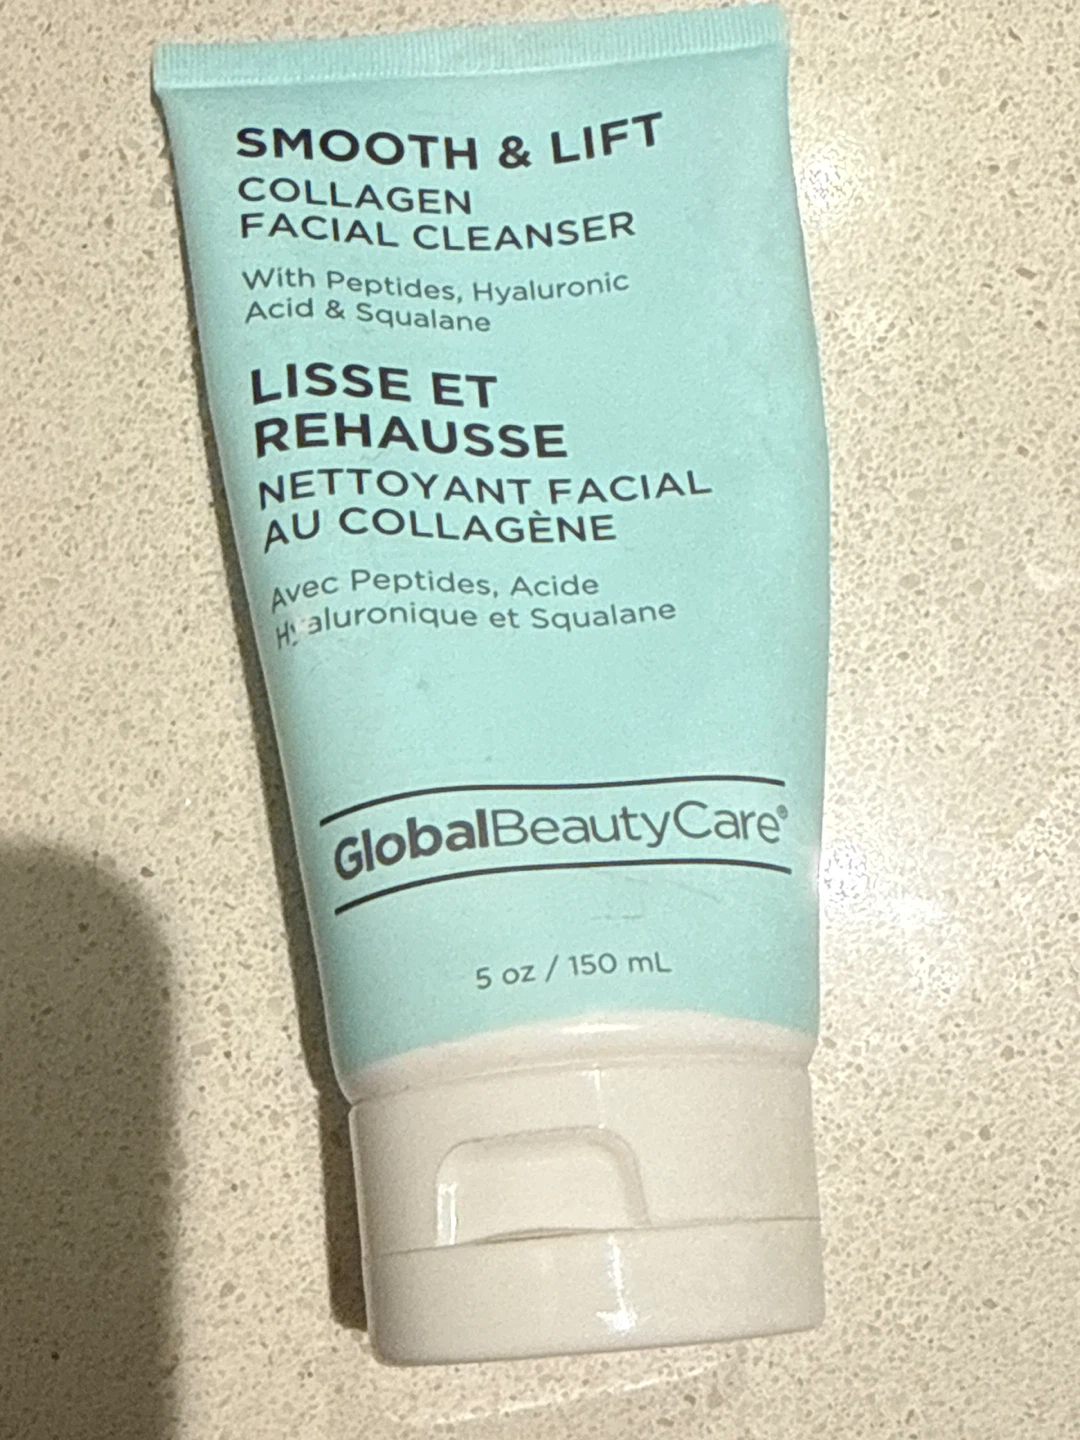 SMOOTH & LIFT
COLLAGEN
FACIAL CLEANSER
With Peptides, Hyaluronic
Acid & Squalane
LISSE ET
REHAUSSE
NETTOYANT FACIAL
AU COLLAGÈNE
Avec Peptides, Acide
Hyaluronique et Squalane
GlobalBeautyCare®
5 oz / 150 mL